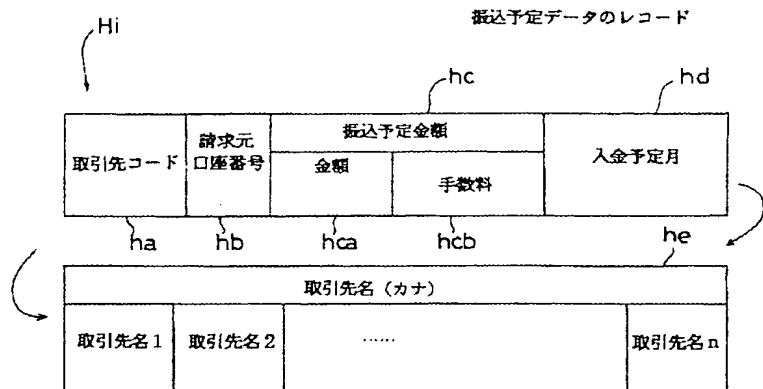 振込予定データのレコード
Hi
hc
hd
取引先コード
請求元
口座番号
振込予定金額
金額
手数料
入金予定月
ha
hb
hca
hcb
he
取引先名(カナ)
取引先名1
取引先名2
……
取引先名n